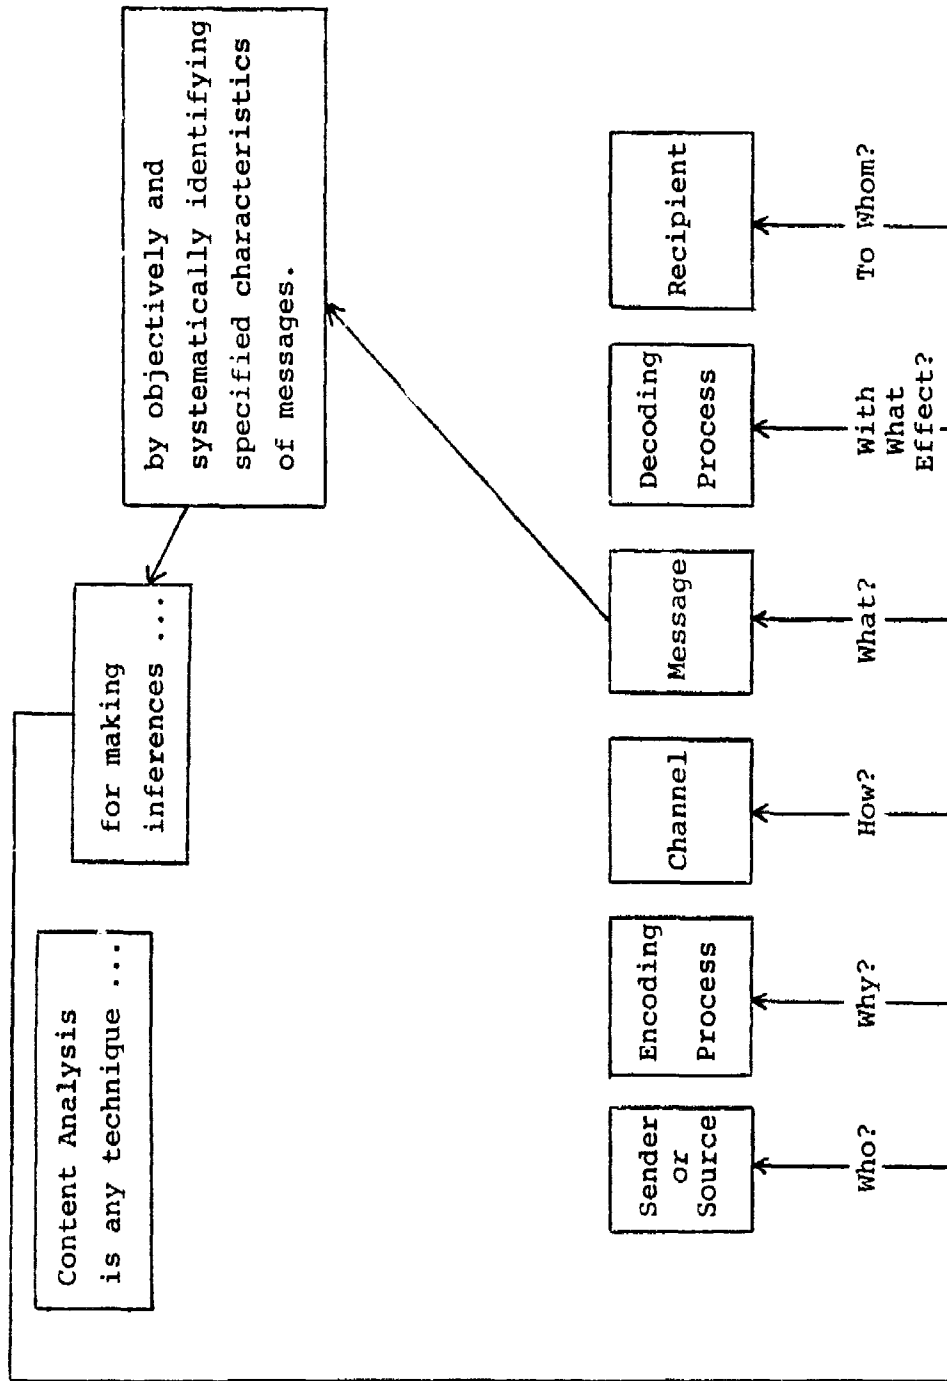 Content Analysis
is any technique ...
for making
inferences ...
by objectively and
systematically identifying
specified characteristics
of messages.
Sender
or
Source
Encoding
Process
Channel
Message
Decoding
Process
Recipient
Who?
Why?
How?
What?
With
What
Effect?
To Whom?